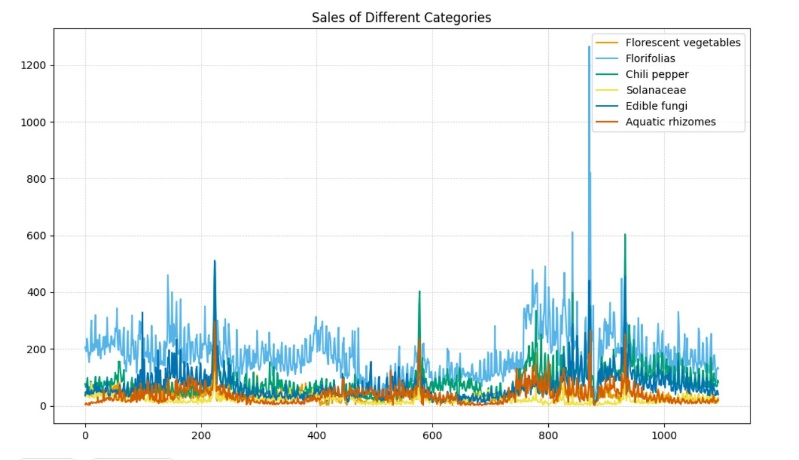 Sales of Different Categories
Florescent vegetables
Florifolias
Chili pepper
Solanaceae
Edible fungi
Aquatic rhizomes
1200
1000
800
600
400
200
0
0 200 400 600 800 1000